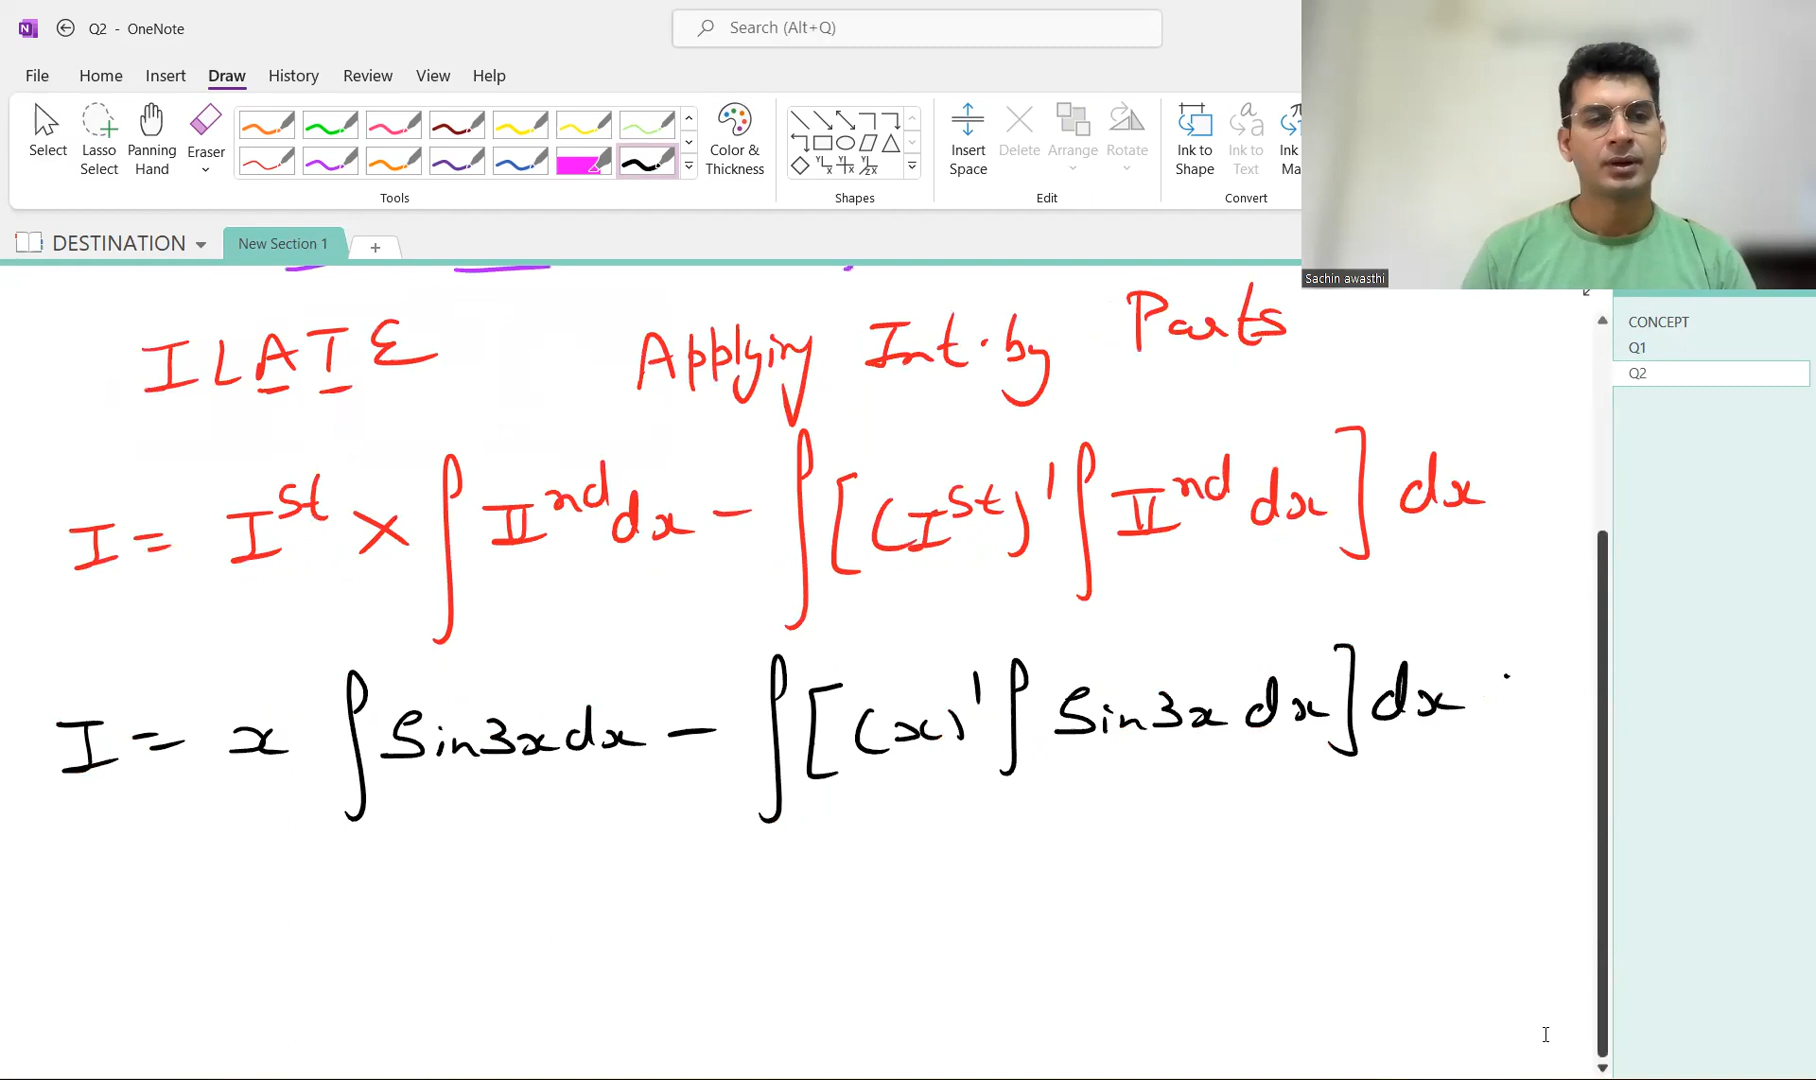 Q2 - OneNote
Search (Alt+Q)
File Home Insert Draw History Review View Help
Select
Lasso Select
Panning Hand
Eraser
Color & Thickness
Insert Space
Delete
Arrange
Rotate
Ink to Shape
Ink to Text
Ink Ma
Tools
Shapes
Edit
Convert
Sachin awasthi
DESTINATION
New Section 1
+
CONCEPT
Q1
Q2
ILATE Applying Int. by Parts
I = Iˢᵗ × ∫ IIⁿᵈ dx − ∫ [(Iˢᵗ)' ∫ IIⁿᵈ dx] dx
I = x ∫ Sin3x dx − ∫ [(x)' ∫ Sin3x dx] dx